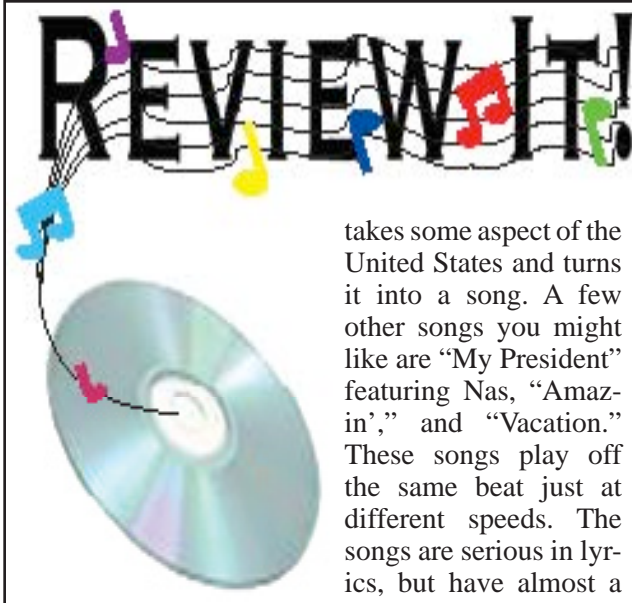 REVIEW IT!
takes some aspect of the
United States and turns
it into a song. A few
other songs you might
like are “My President”
featuring Nas, “Amaz-
in’,” and “Vacation.”
These songs play off
the same beat just at
different speeds. The
songs are serious in lyr-
ics, but have almost a